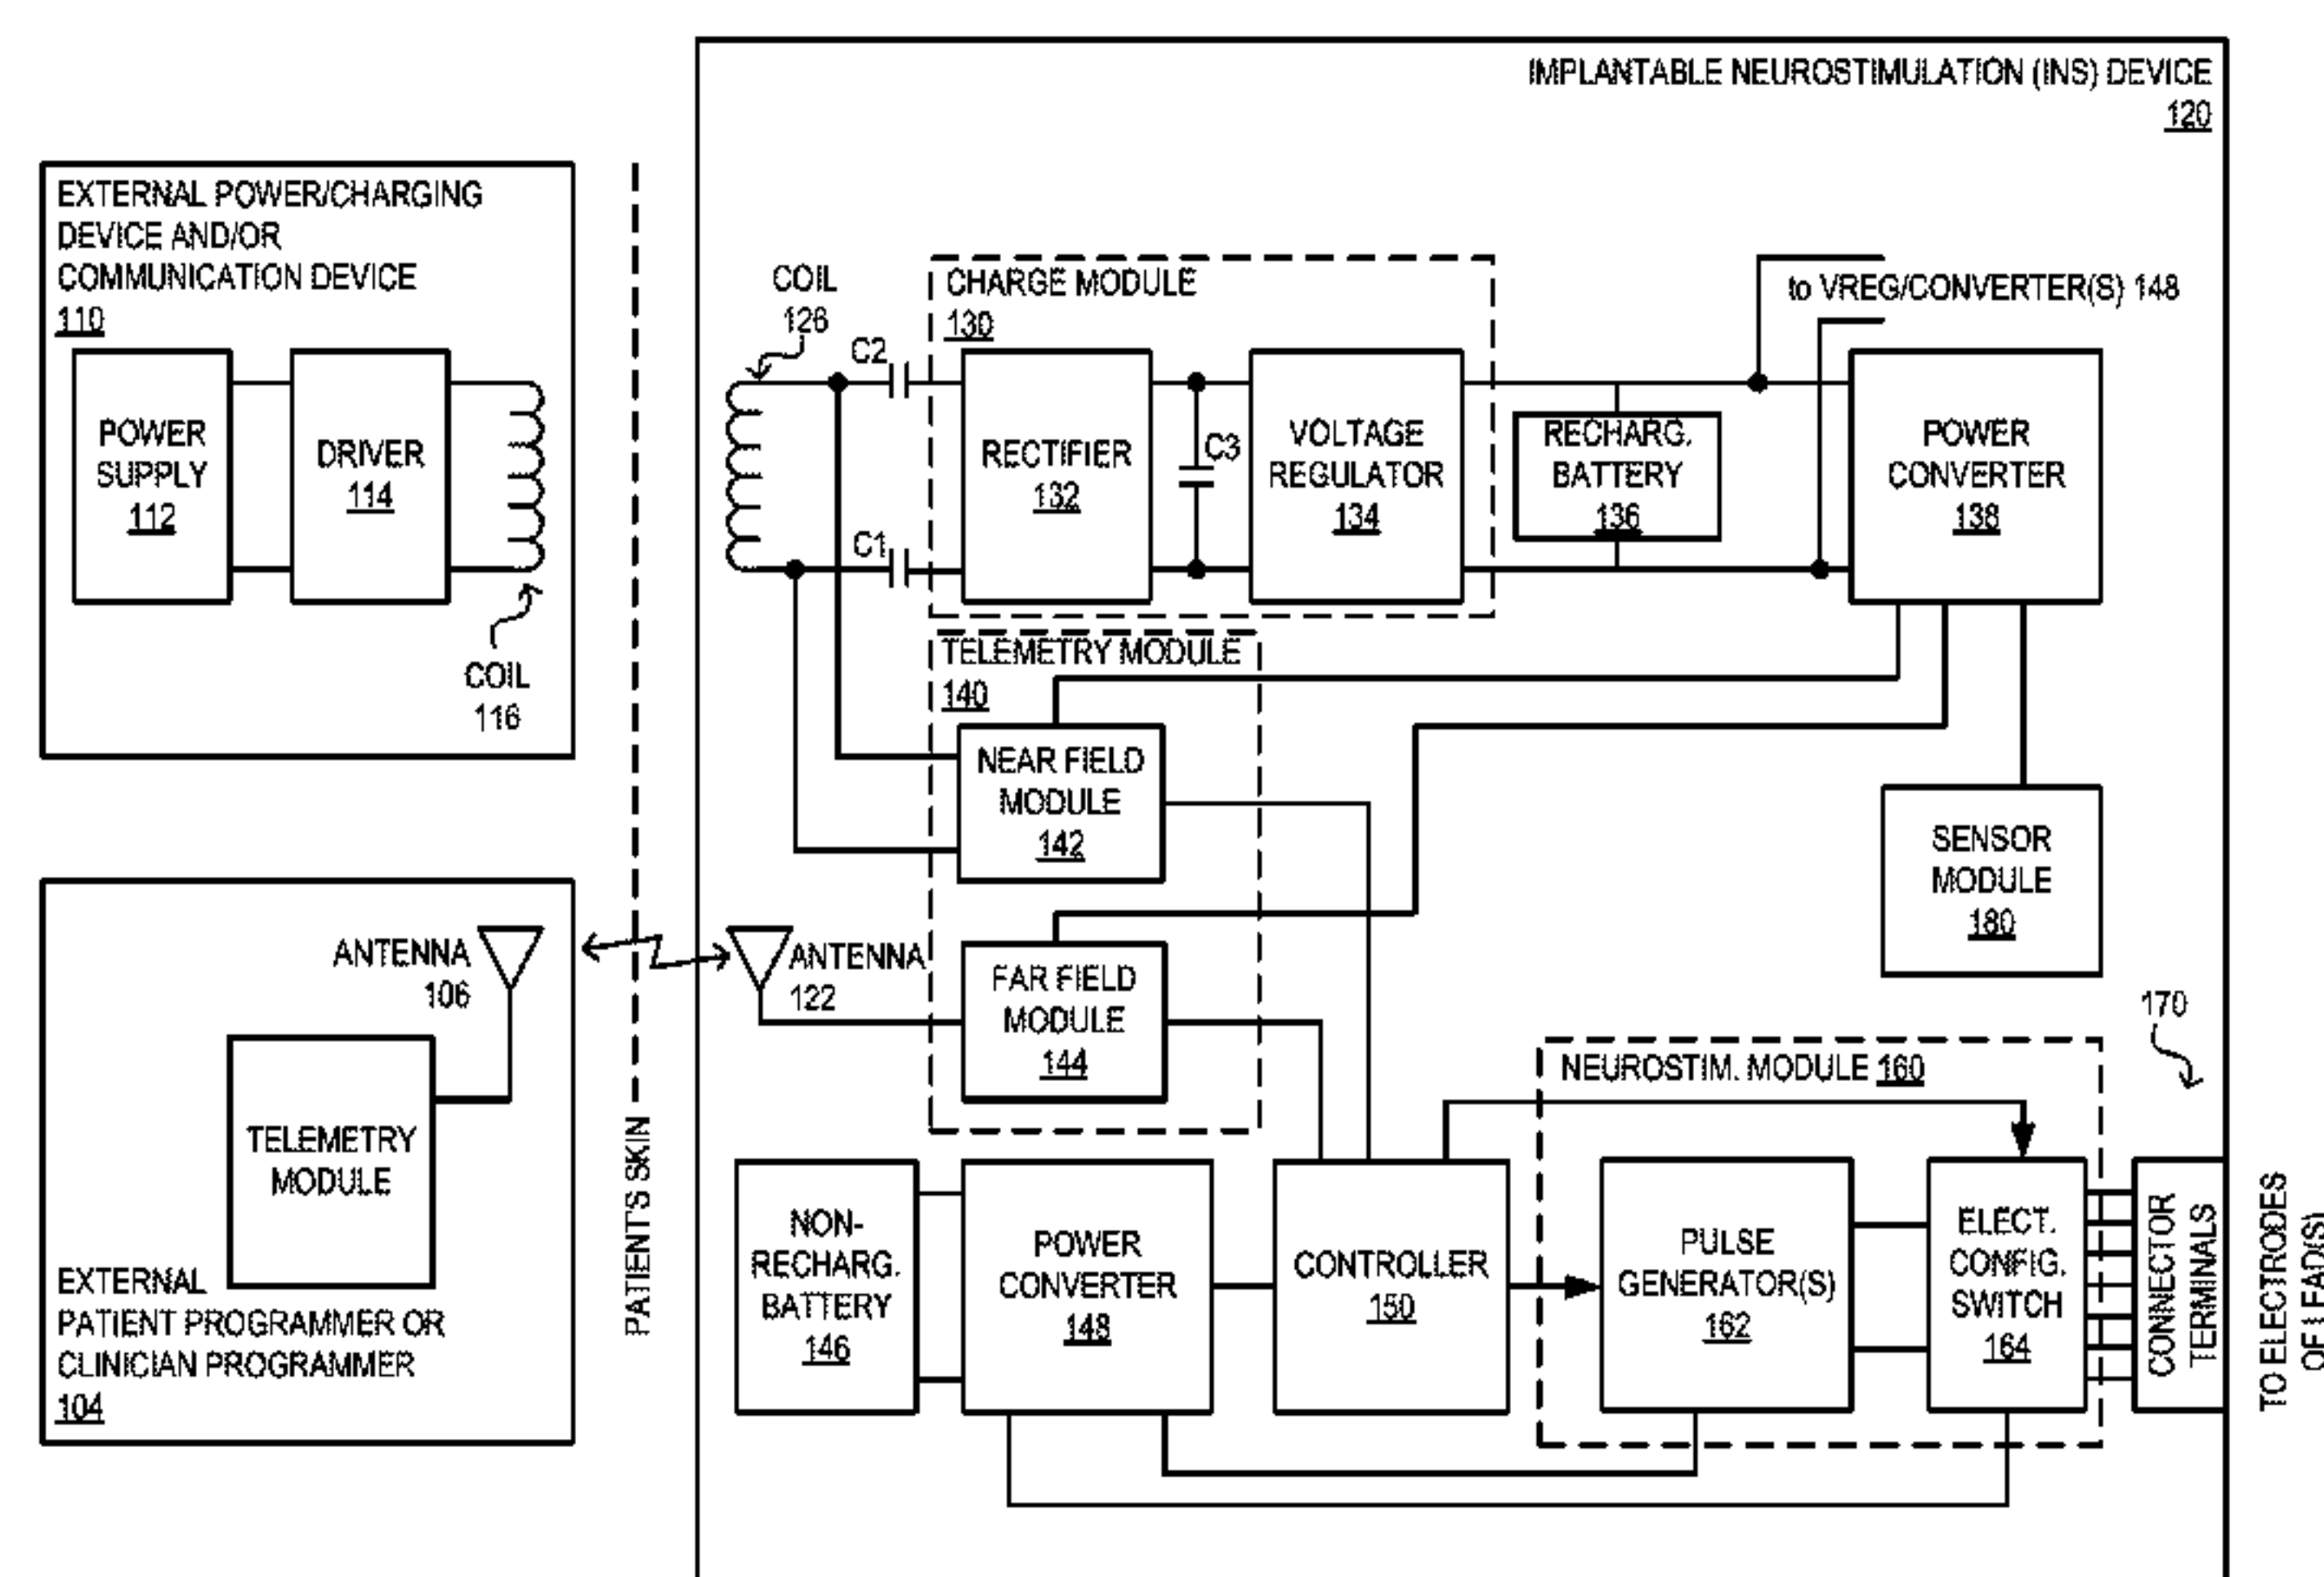 IMPLANTABLE NEUROSTIMULATION (INS) DEVICE
120
EXTERNAL POWER/CHARGING
DEVICE AND/OR
COMMUNICATION DEVICE
110
POWER
SUPPLY
112
DRIVER
114
COIL
116
COIL
126
C2
C1
CHARGE MODULE
130
RECTIFIER
132
C3
VOLTAGE
REGULATOR
134
RECHARG.
BATTERY
136
to VREG/CONVERTER(S) 148
POWER
CONVERTER
138
TELEMETRY MODULE
140
NEAR FIELD
MODULE
142
SENSOR
MODULE
180
ANTENNA
106
ANTENNA
122
FAR FIELD
MODULE
144
TELEMETRY
MODULE
EXTERNAL
PATIENT PROGRAMMER OR
CLINICIAN PROGRAMMER
104
PATIENT'S SKIN
NON-
RECHARG.
BATTERY
146
POWER
CONVERTER
148
CONTROLLER
150
NEUROSTIM. MODULE 160
PULSE
GENERATOR(S)
162
ELECT.
CONFIG.
SWITCH
164
170
CONNECTOR
TERMINALS
TO ELECTRODES
OF LEAD(S)